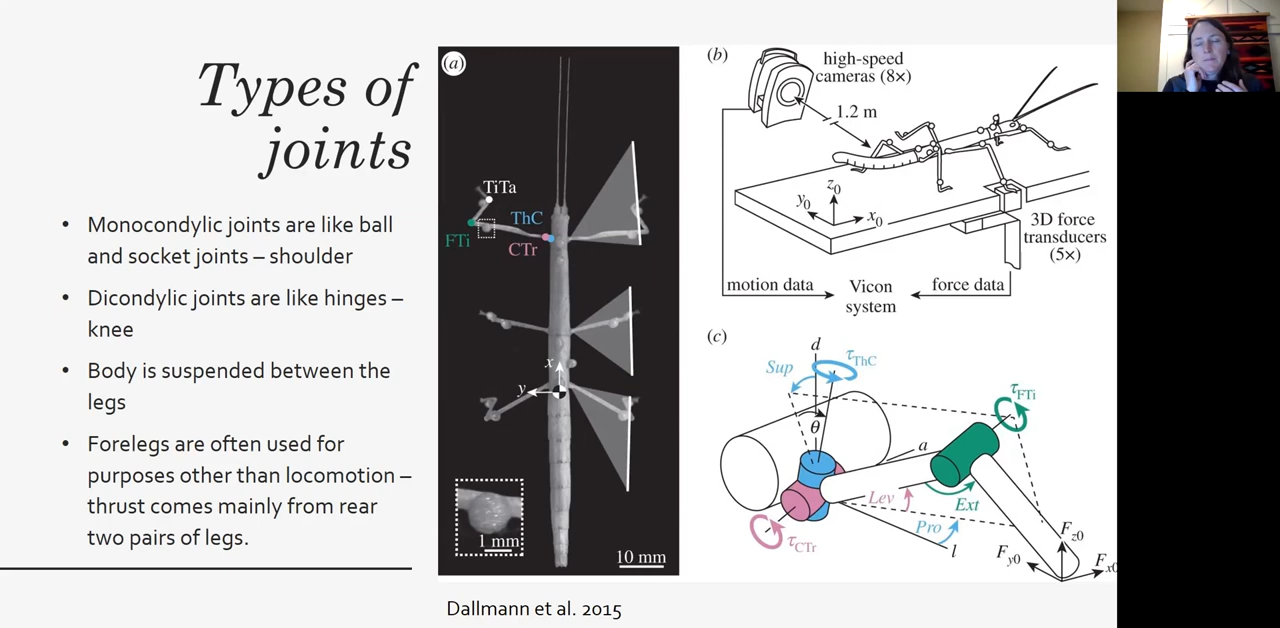 Types of
joints
• Monocondylic joints are like ball
and socket joints – shoulder
• Dicondylic joints are like hinges –
knee
• Body is suspended between the
legs
• Forelegs are often used for
purposes other than locomotion –
thrust comes mainly from rear
two pairs of legs.
(a)
TiTa
ThC
FTi
CTr
x
y
1 mm
10 mm
(b)
high-speed
cameras (8×)
1.2 m
z0
y0
x0
3D force
transducers
(5×)
motion data
Vicon
system
force data
(c)
d
τThC
Sup
τFTi
θ
a
Lev
Ext
Pro
τCTr
l
Fz0
Fy0
Fx0
Dallmann et al. 2015